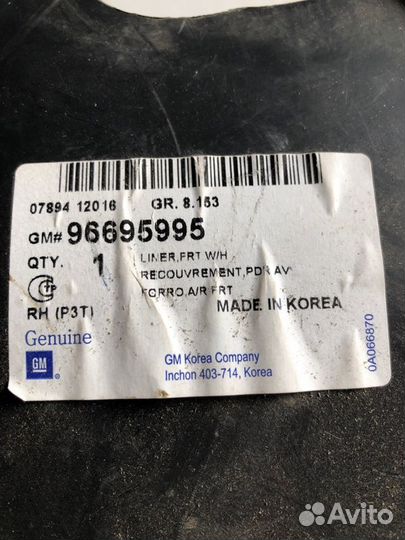 07894 12016 GR. 8.153
GM# 96695995
QTY. 1 LINER,FRT W/H
RECOUVREMENT,PDR AV
FORRO,A/R FRT
RH (P3T) MADE IN KOREA
Genuine
GM
GM Korea Company
Inchon 403-714, Korea
0A066870
Avito